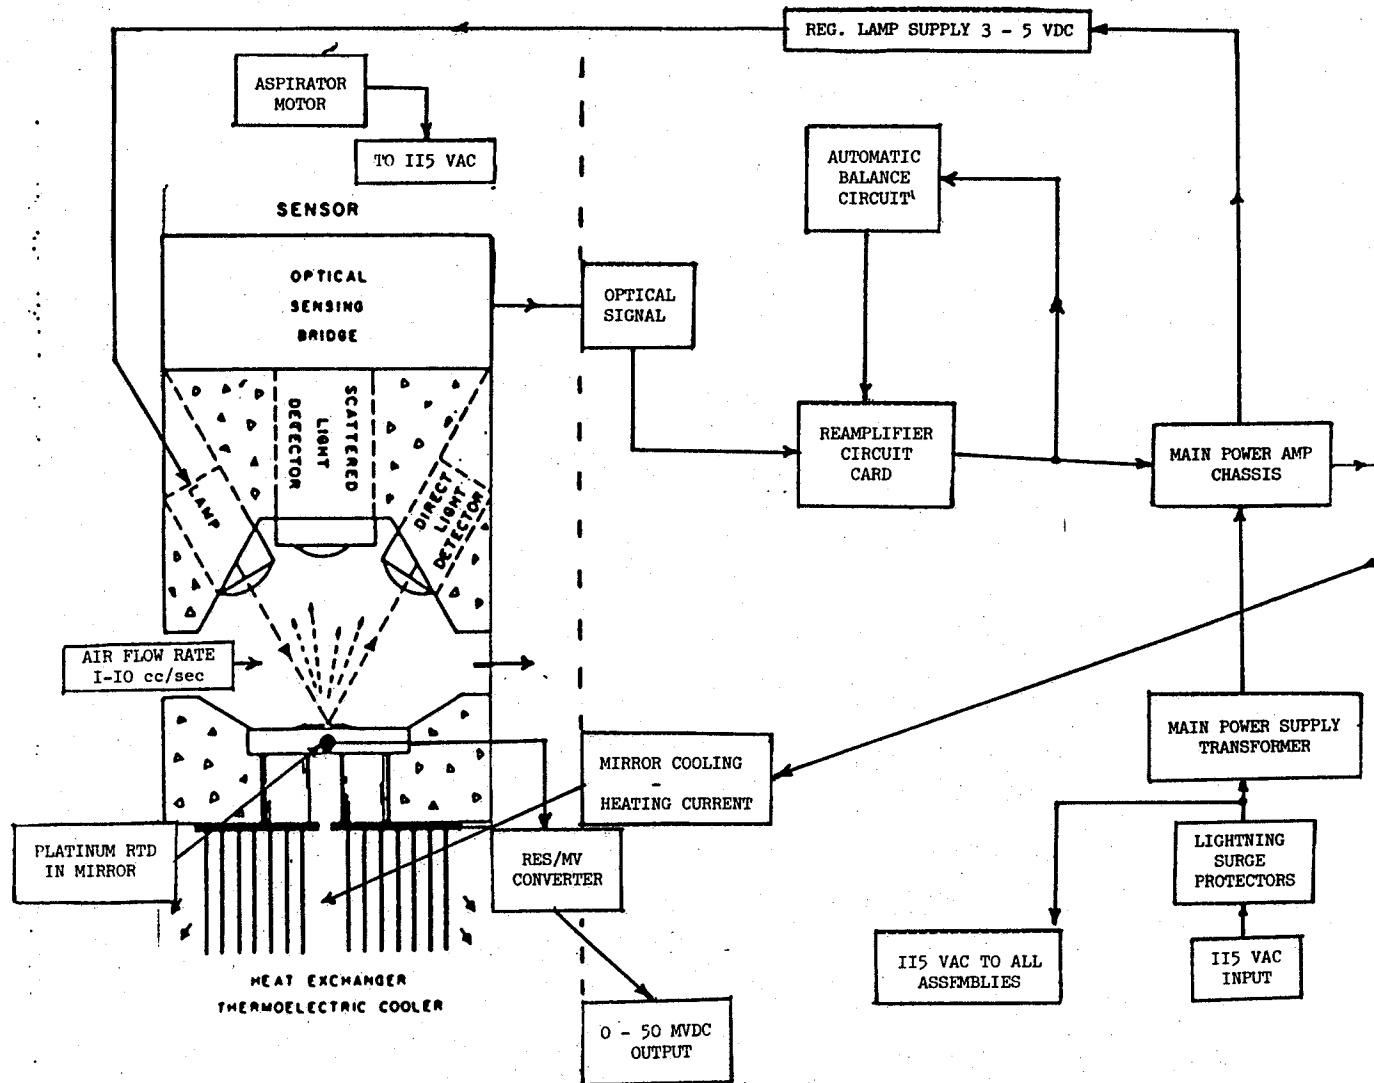 REG. LAMP SUPPLY 3 - 5 VDC
ASPIRATOR
MOTOR
TO II5 VAC
AUTOMATIC
BALANCE
CIRCUIT
SENSOR
OPTICAL
SENSING
BRIDGE
OPTICAL
SIGNAL
SCATTERED
LIGHT
DETECTOR
LAMP
DIRECT
LIGHT
DETECTOR
REAMPLIFIER
CIRCUIT
CARD
MAIN POWER AMP
CHASSIS
AIR FLOW RATE
I-IO cc/sec
MAIN POWER SUPPLY
TRANSFORMER
MIRROR COOLING
-
HEATING CURRENT
PLATINUM RTD
IN MIRROR
RES/MV
CONVERTER
LIGHTNING
SURGE
PROTECTORS
II5 VAC TO ALL
ASSEMBLIES
II5 VAC
INPUT
HEAT EXCHANGER
THERMOELECTRIC COOLER
0 - 50 MVDC
OUTPUT